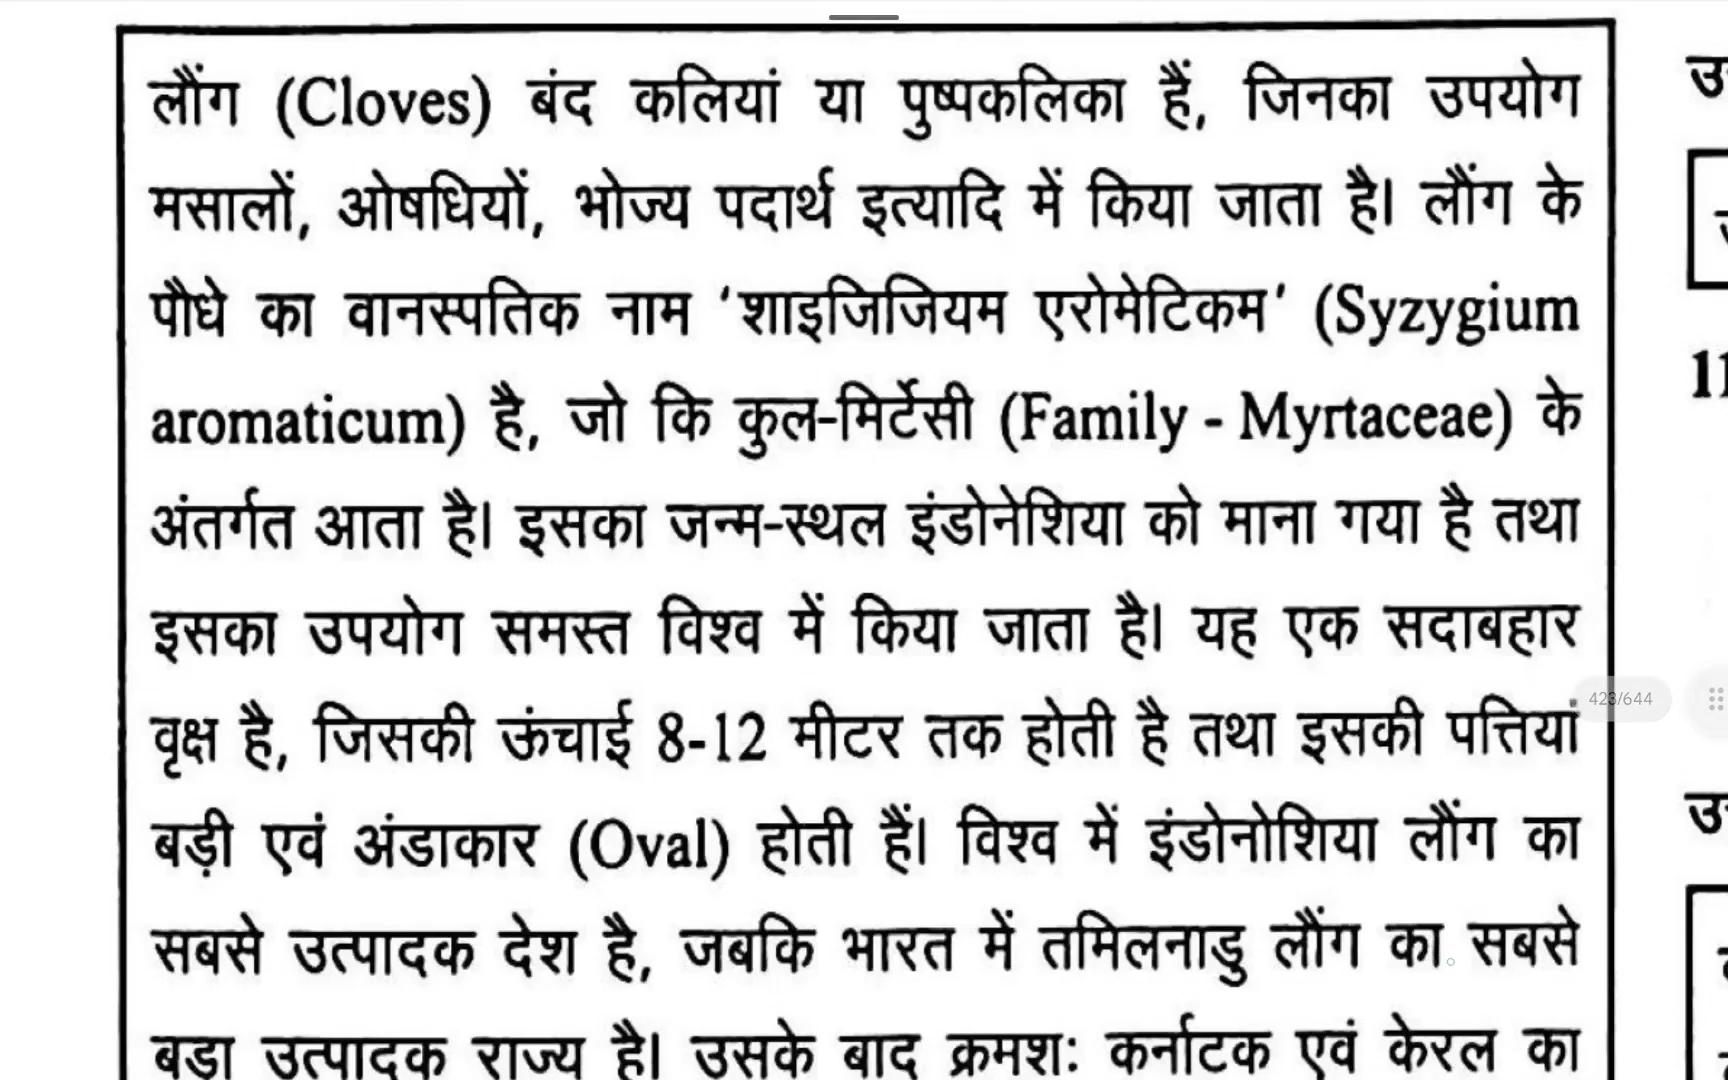 लौंग (Cloves) बंद कलियां या पुष्पकलिका हैं, जिनका उपयोग
मसालों, ओषधियों, भोज्य पदार्थ इत्यादि में किया जाता है। लौंग के
पौधे का वानस्पतिक नाम ‘शाइजिजियम एरोमेटिकम’ (Syzygium
aromaticum) है, जो कि कुल-मिर्टेसी (Family - Myrtaceae) के
अंतर्गत आता है। इसका जन्म-स्थल इंडोनेशिया को माना गया है तथा
इसका उपयोग समस्त विश्व में किया जाता है। यह एक सदाबहार
वृक्ष है, जिसकी ऊंचाई 8-12 मीटर तक होती है तथा इसकी पत्तियां
बड़ी एवं अंडाकार (Oval) होती हैं। विश्व में इंडोनोशिया लौंग का
सबसे उत्पादक देश है, जबकि भारत में तमिलनाडु लौंग का सबसे
बड़ा उत्पादक राज्य है। उसके बाद क्रमशः कर्नाटक एवं केरल का
423/644